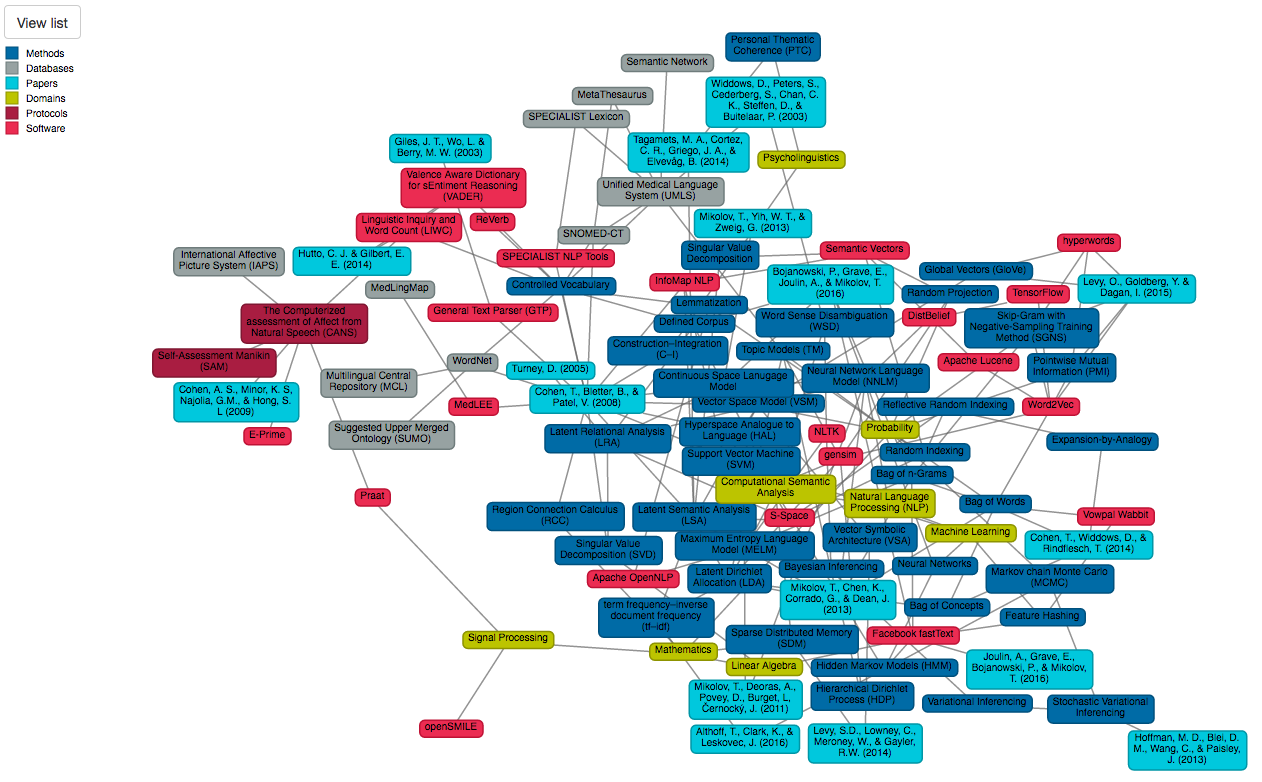 View list
Methods
Databases
Papers
Domains
Protocols
Software
Personal Thematic
Coherence (PTC)
Semantic Network
Widdows, D., Peters, S.,
Cederberg, S., Chan, C.
K., Steffen, D., &
Buitelaar, P. (2003)
MetaThesaurus
SPECIALIST Lexicon
Giles, J. T., Wo, L. &
Berry, M. W. (2003)
Tagamets, M. A., Cortez,
C. R., Griego, J. A., &
Elvevåg, B. (2014)
Psycholinguistics
Valence Aware Dictionary
for sEntiment Reasoning
(VADER)
Unified Medical Language
System (UMLS)
Linguistic Inquiry and
Word Count (LIWC)
ReVerb
Mikolov, T., Yih, W. T., &
Zweig, G. (2013)
SNOMED-CT
International Affective
Picture System (IAPS)
Hutto, C. J. & Gilbert, E.
E. (2014)
SPECIALIST NLP Tools
Singular Value
Decomposition
Semantic Vectors
hyperwords
MedLingMap
Controlled Vocabulary
InfoMap NLP
Bojanowski, P., Grave, E.,
Joulin, A., & Mikolov, T.
(2016)
Global Vectors (GloVe)
Random Projection
TensorFlow
Levy, O., Goldberg, Y. &
Dagan, I. (2015)
The Computerized
assessment of Affect from
Natural Speech (CANS)
General Text Parser (GTP)
Lemmatization
Defined Corpus
Word Sense Disambiguation
(WSD)
DistBelief
Skip-Gram with
Negative-Sampling Training
Method (SGNS)
Self-Assessment Manikin
(SAM)
WordNet
Construction–Integration
(C–I)
Topic Models (TM)
Apache Lucene
Pointwise Mutual
Information (PMI)
Multilingual Central
Repository (MCL)
Turney, D. (2005)
Continuous Space Lanugage
Model
Neural Network Language
Model (NNLM)
Cohen, A. S., Minor, K. S,
Najolia, G.M., & Hong, S.
L (2009)
MedLEE
Cohen, T., Bletter, B., &
Patel, V. (2008)
Vector Space Model (VSM)
Reflective Random Indexing
Word2Vec
E-Prime
Suggested Upper Merged
Ontology (SUMO)
Latent Relational Analysis
(LRA)
Hyperspace Analogue to
Language (HAL)
NLTK
Probability
Expansion-by-Analogy
Support Vector Machine
(SVM)
gensim
Random Indexing
Bag of n-Grams
Praat
Computational Semantic
Analysis
Natural Language
Processing (NLP)
Bag of Words
Region Connection Calculus
(RCC)
Latent Semantic Analysis
(LSA)
S-Space
Vowpal Wabbit
Singular Value
Decomposition (SVD)
Maximum Entropy Language
Model (MELM)
Vector Symbolic
Architecture (VSA)
Machine Learning
Cohen, T., Widdows, D., &
Rindflesch, T. (2014)
Apache OpenNLP
Latent Dirichlet
Allocation (LDA)
Bayesian Inferencing
Neural Networks
Markov chain Monte Carlo
(MCMC)
term frequency–inverse
document frequency
(tf–idf)
Mikolov, T., Chen, K.,
Corrado, G., & Dean, J.
(2013)
Bag of Concepts
Feature Hashing
Signal Processing
Mathematics
Sparse Distributed Memory
(SDM)
Facebook fastText
Linear Algebra
Hidden Markov Models (HMM)
Joulin, A., Grave, E.,
Bojanowski, P., & Mikolov,
T. (2016)
Mikolov, T., Deoras, A.,
Povey, D., Burget, L,
Černocký, J. (2011)
Hierarchical Dirichlet
Process (HDP)
Variational Inferencing
Stochastic Variational
Inferencing
openSMILE
Althoff, T., Clark, K., &
Leskovec, J. (2016)
Levy, S.D., Lowney, C.,
Meroney, W., & Gayler,
R.W. (2014)
Hoffman, M. D., Blei, D.
M., Wang, C., & Paisley,
J. (2013)